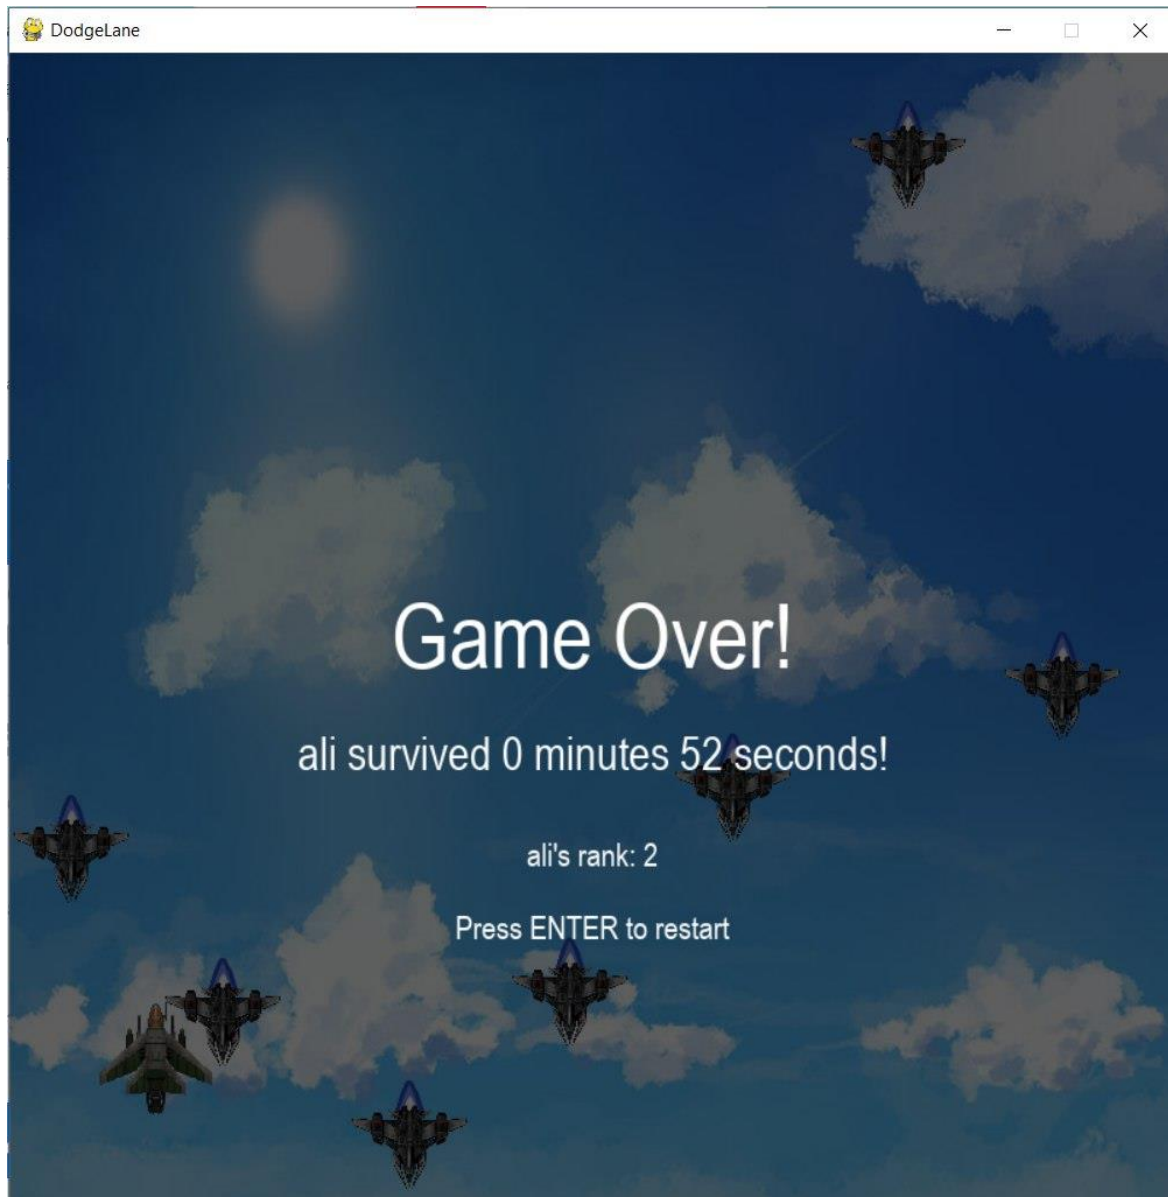 DodgeLane
Game Over!
ali survived 0 minutes 52 seconds!
ali's rank: 2
Press ENTER to restart